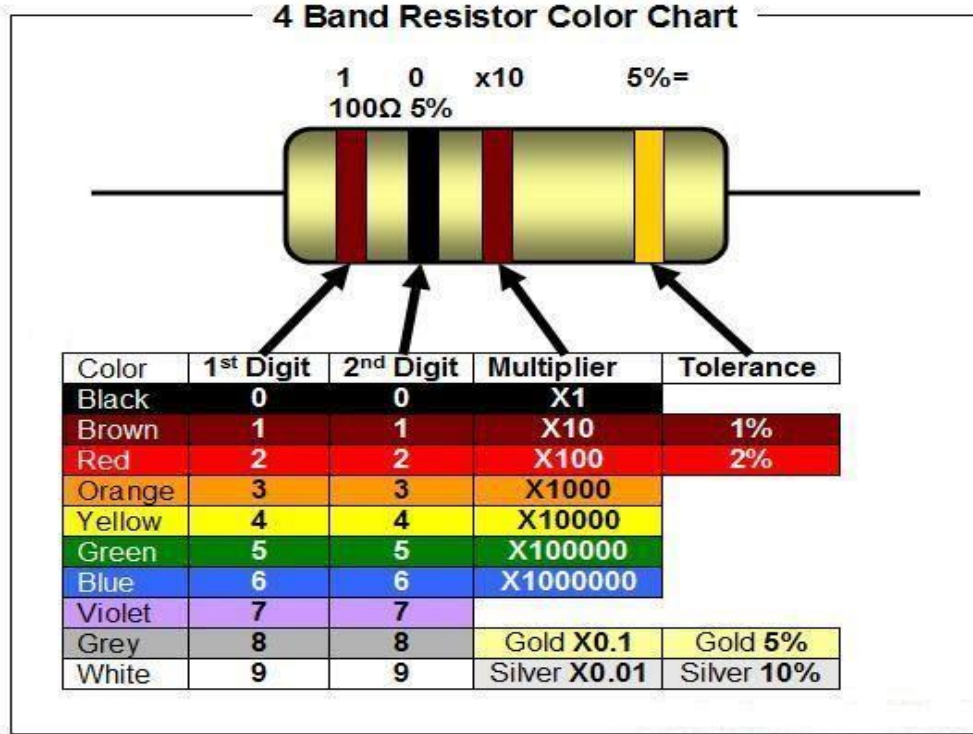 4 Band Resistor Color Chart
1 0 x10 5%=
100Ω 5%
Color 1st Digit 2nd Digit Multiplier Tolerance
Black 0 0 X1
Brown 1 1 X10 1%
Red 2 2 X100 2%
Orange 3 3 X1000
Yellow 4 4 X10000
Green 5 5 X100000
Blue 6 6 X1000000
Violet 7 7
Grey 8 8 Gold X0.1 Gold 5%
White 9 9 Silver X0.01 Silver 10%